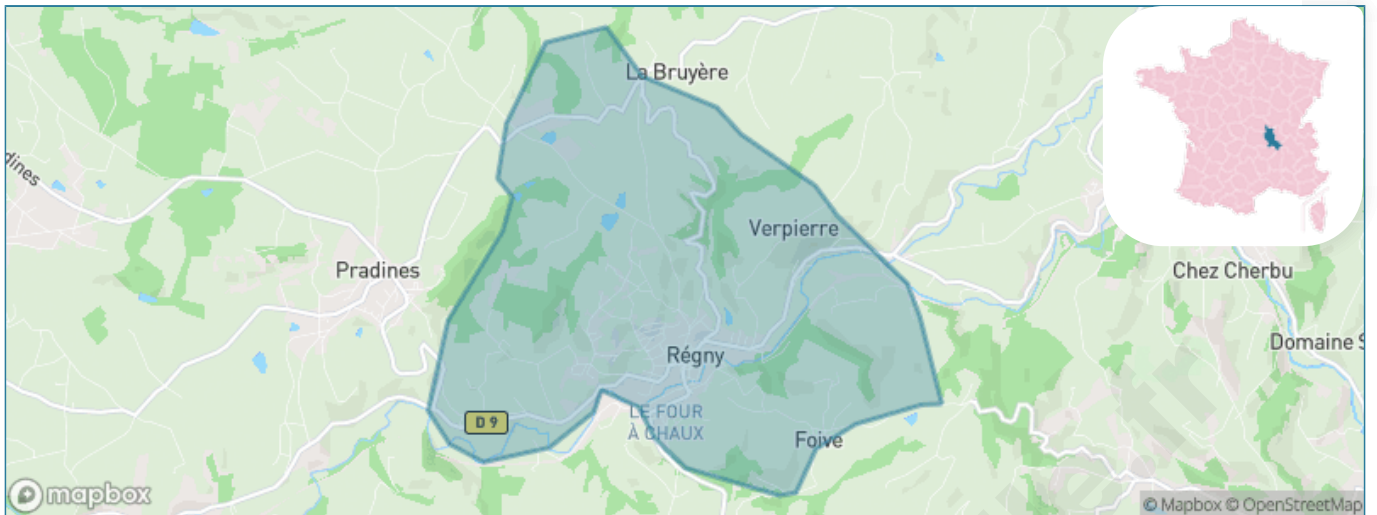 La Bruyère
dines
Verpierre
Pradines
Chez Cherbu
Régny
Domaine S
D 9
LE FOUR
À CHAUX
Foive
mapbox
© Mapbox © OpenStreetMap